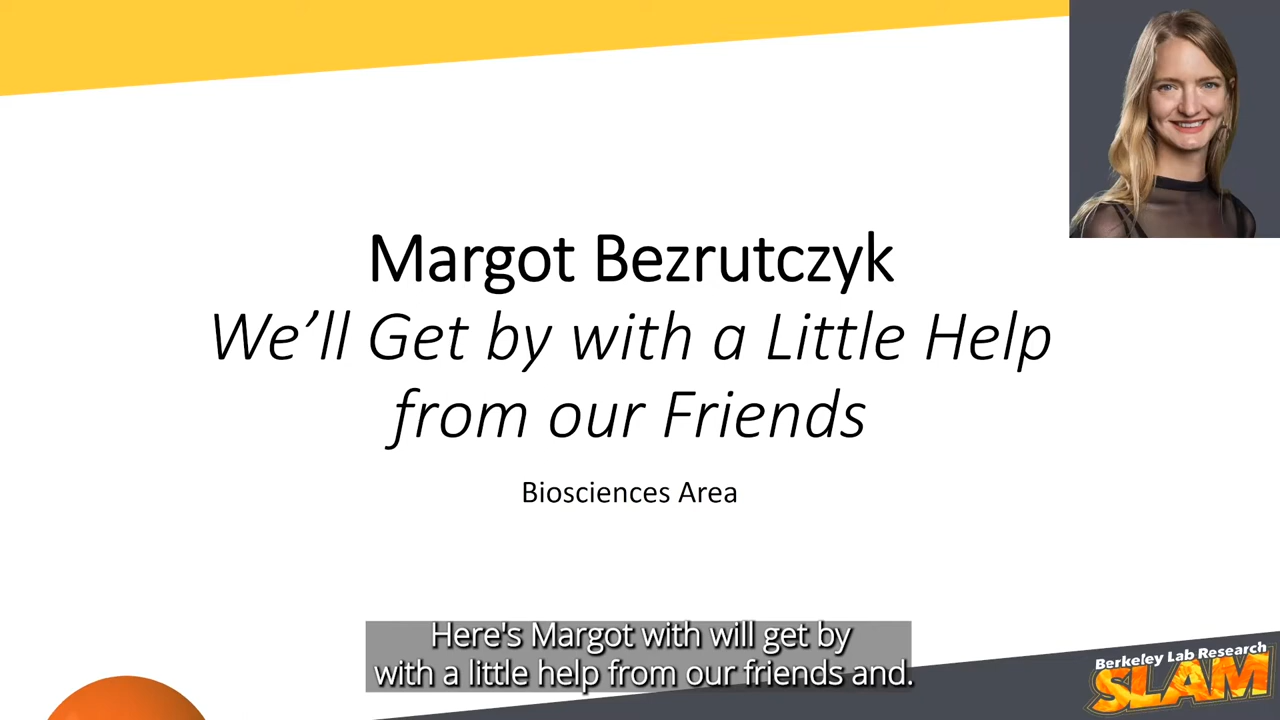 Margot Bezrutczyk
We’ll Get by with a Little Help
from our Friends
Biosciences Area
Here's Margot with will get by
with a little help from our friends and.
Berkeley Lab Research
SLAM